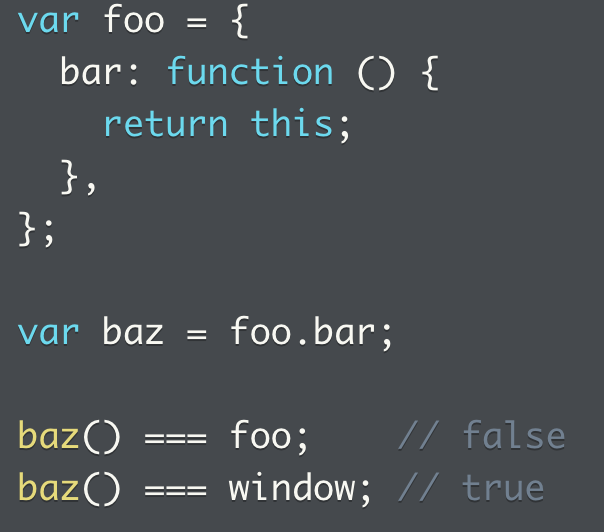 var foo = {
  bar: function () {
    return this;
  },
};

var baz = foo.bar;

baz() === foo;    // false
baz() === window; // true